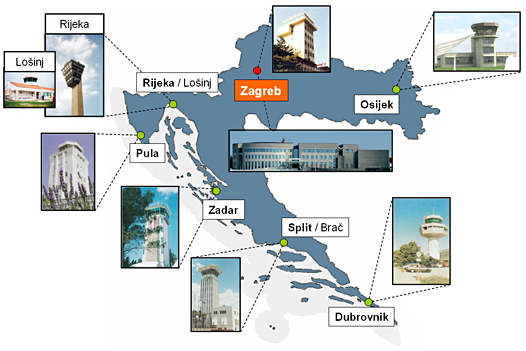 Rijeka
Lošinj
Rijeka / Lošinj
Zagreb
Osijek
Pula
Zadar
Split / Brač
Dubrovnik